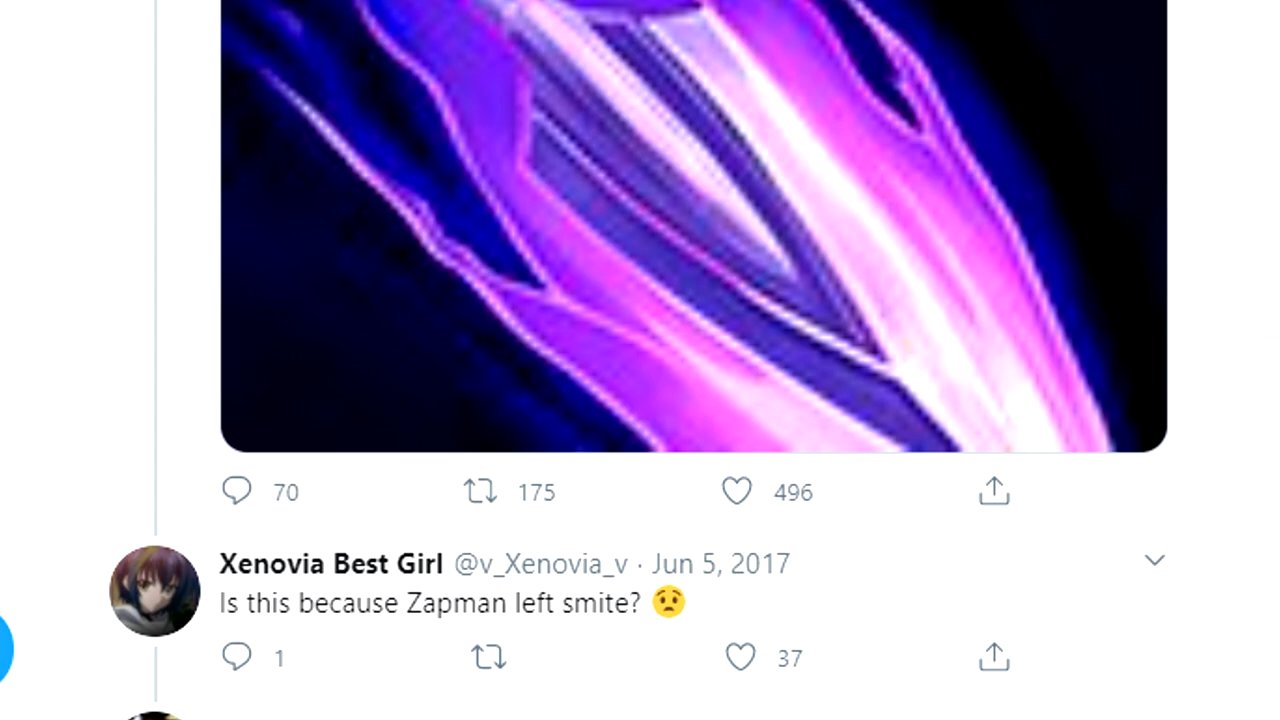 70 175 496
Xenovia Best Girl @v_Xenovia_v · Jun 5, 2017
Is this because Zapman left smite? 😟
1 37